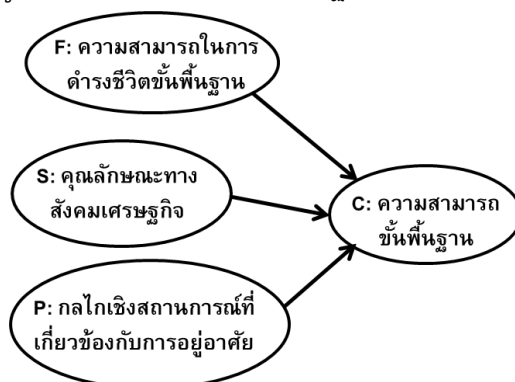 F: ความสามารถในการ
ดำรงชีวิตขั้นพื้นฐาน
S: คุณลักษณะทาง
สังคมเศรษฐกิจ
C: ความสามารถ
ขั้นพื้นฐาน
P: กลไกเชิงสถานการณ์ที่
เกี่ยวข้องกับการอยู่อาศัย